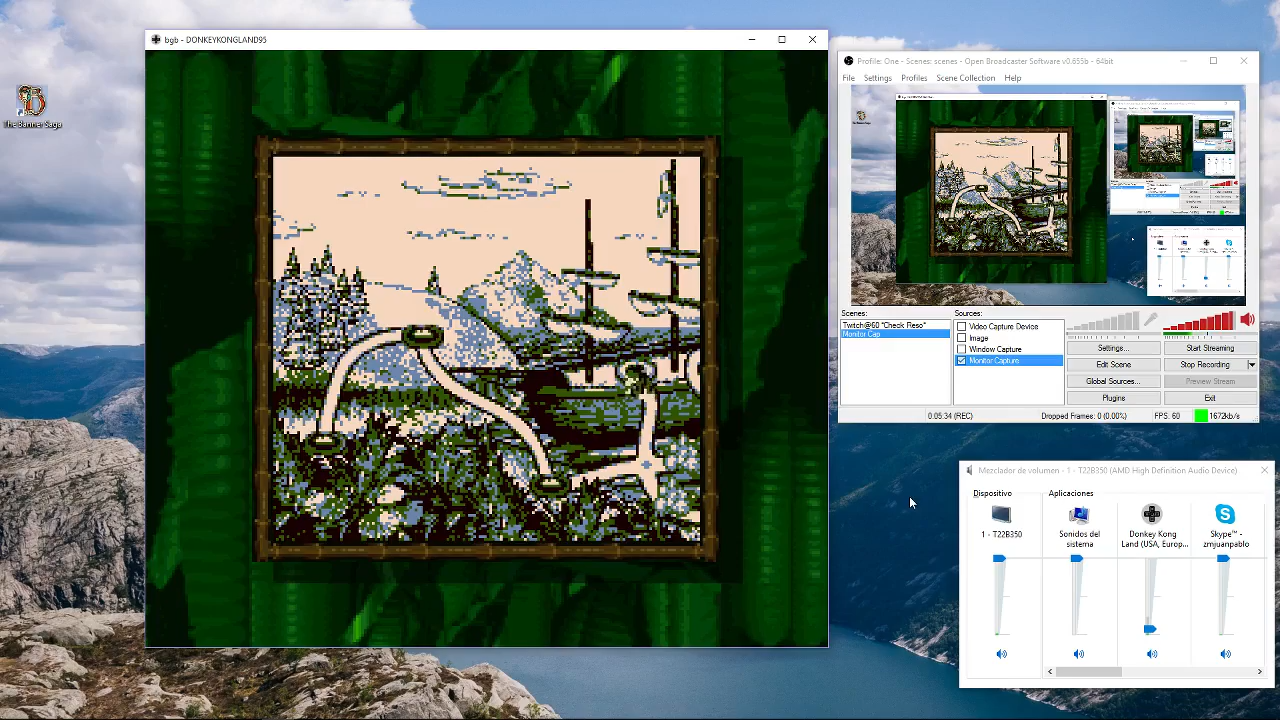 bgb - DONKEYKONGLAND95
The Banner Saga
Profile: One - Scenes: scenes - Open Broadcaster Software v0.655b - 64bit
File Settings Profiles Scene Collection Help
Scenes:
Twitch@60 "Check Reso"
Monitor Cap
Sources:
Video Capture Device
Image
Window Capture
Monitor Capture
Settings...
Start Streaming
Edit Scene
Stop Recording
Global Sources...
Preview Stream
Plugins
Exit
0:05:34 (REC)
Dropped Frames: 0 (0.00%)
FPS: 60
1672kb/s
Mezclador de volumen - 1 - T22B350 (AMD High Definition Audio Device)
Dispositivo
Aplicaciones
1 - T22B350
Sonidos del
sistema
Donkey Kong
Land (USA, Europ...
Skype™ -
zmjuanpablo